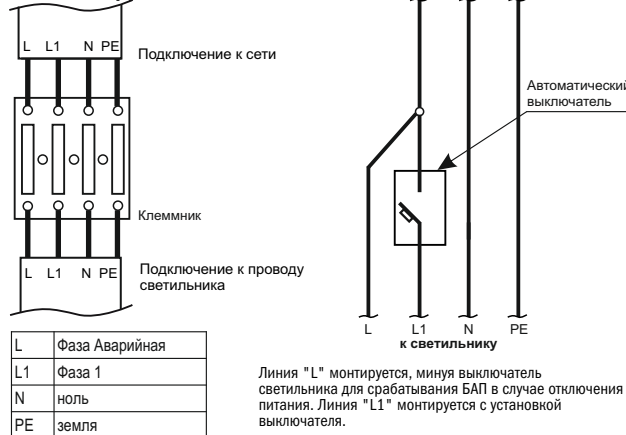 L L1 N PE
Подключение к сети
Клеммник
L L1 N PE
Подключение к проводу
светильника
L Фаза Аварийная
L1 Фаза 1
N ноль
PE земля
Автоматический
выключатель
L L1 N PE
к светильнику
Линия "L" монтируется, минуя выключатель
светильника для срабатывания БАП в случае отключения
питания. Линия "L1" монтируется с установкой
выключателя.